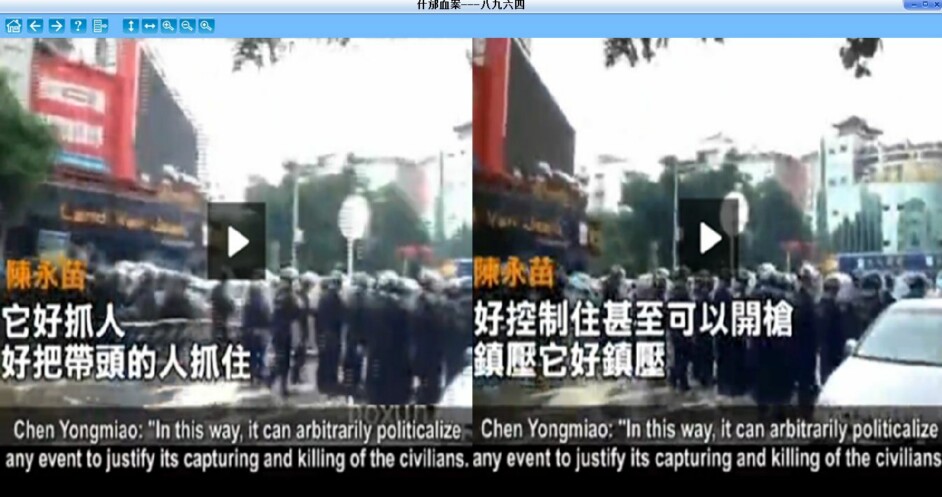 什邡血案---八九六四
Land Van Jean
陳永苗
它好抓人
好把帶頭的人抓住
boxun
Chen Yongmiao: "In this way, it can arbitrarily politicalize
any event to justify its capturing and killing of the civilians.
陳永苗
好控制住甚至可以開槍
鎮壓它好鎮壓
Chen Yongmiao: "In this way, it can arbitrarily politicalize
any event to justify its capturing and killing of the civilians